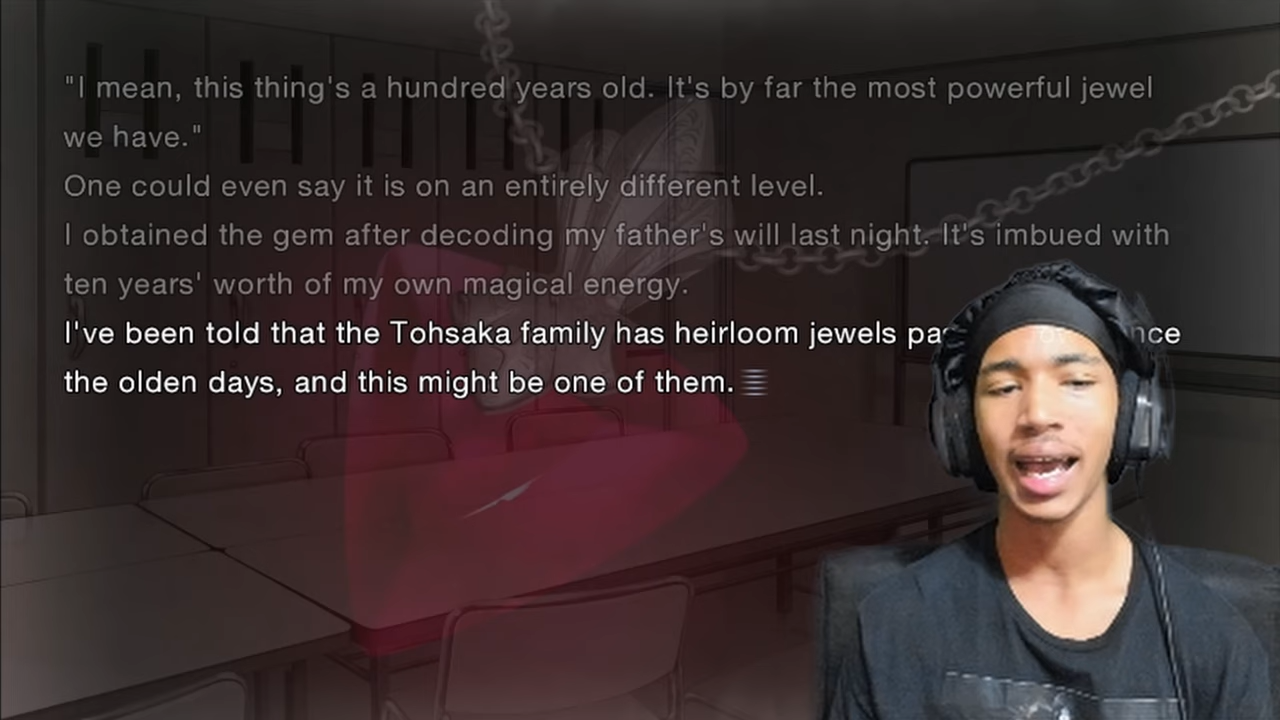 "I mean, this thing's a hundred years old. It's by far the most powerful jewel
we have."
One could even say it is on an entirely different level.
I obtained the gem after decoding my father's will last night. It's imbued with
ten years' worth of my own magical energy.
I've been told that the Tohsaka family has heirloom jewels
the olden days, and this might be one of them.